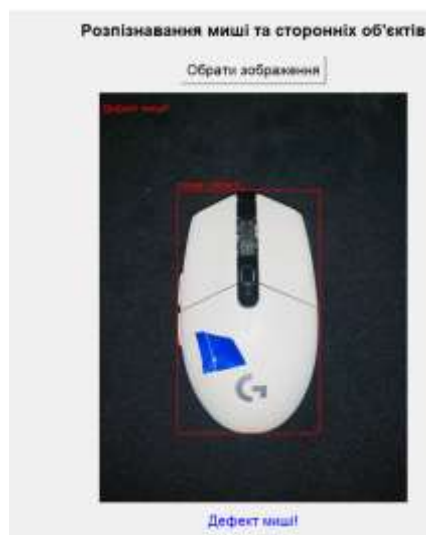 Розпізнавання миші та сторонніх об'єктів
Обрати зображення
Дефект миші!
G
Дефект миші!